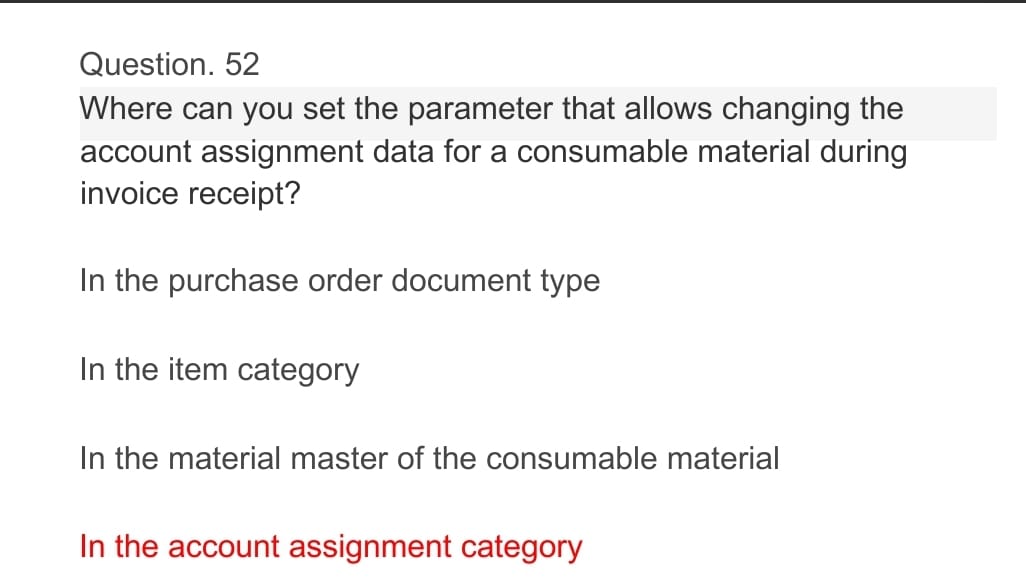 Question. 52
Where can you set the parameter that allows changing the
account assignment data for a consumable material during
invoice receipt?
In the purchase order document type
In the item category
In the material master of the consumable material
In the account assignment category